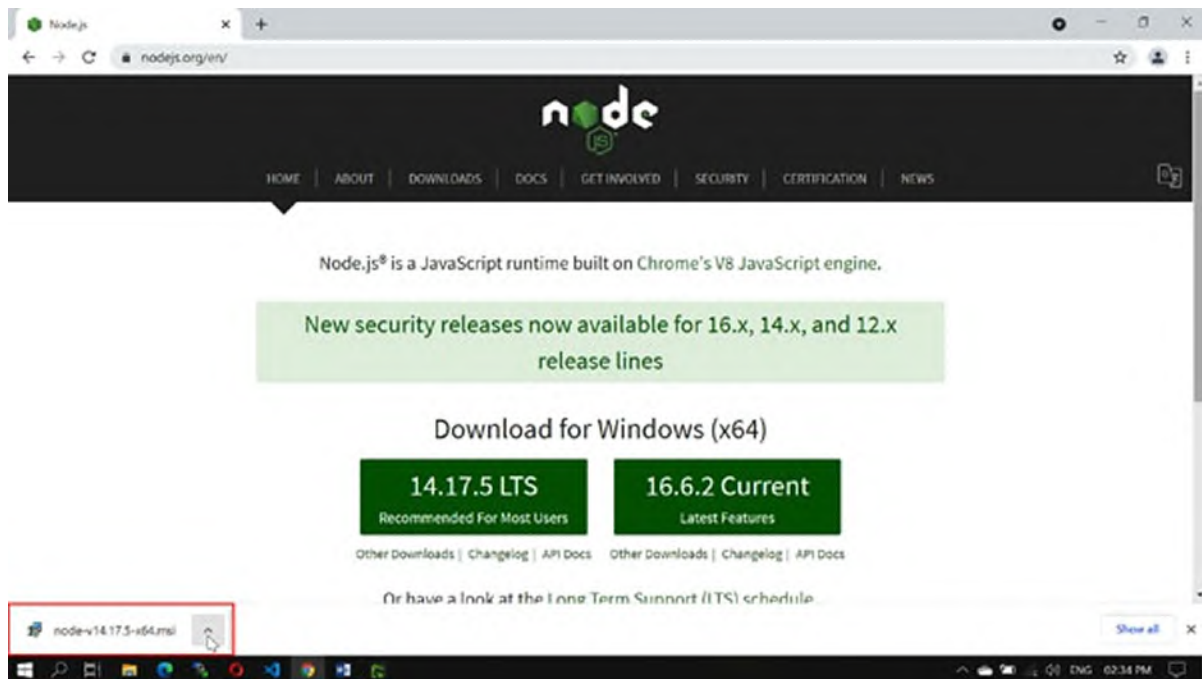 Node.js
nodejs.org/en/
node
JS
HOME | ABOUT | DOWNLOADS | DOCS | GET INVOLVED | SECURITY | CERTIFICATION | NEWS
Node.js® is a JavaScript runtime built on Chrome's V8 JavaScript engine.
New security releases now available for 16.x, 14.x, and 12.x
release lines
Download for Windows (x64)
14.17.5 LTS
Recommended For Most Users
16.6.2 Current
Latest Features
Other Downloads | Changelog | API Docs
Other Downloads | Changelog | API Docs
Or have a look at the Long Term Support (LTS) schedule.
node-v14.17.5-x64.msi
Show all
ENG 02:34 PM